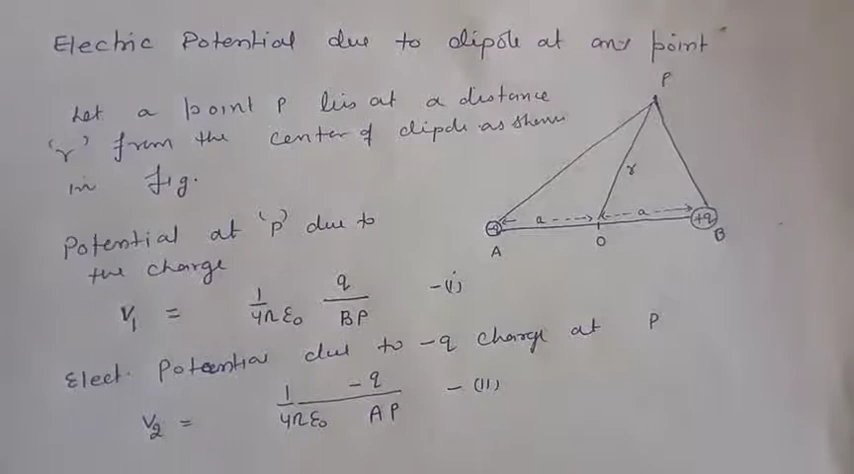 Electric Potential due to dipole at any point
Let a point P lis at a distance
'r' from the center of dipole as shown
in fig.
P
r
a
a
+q
A
O
B
Potential at 'P' due to
the charge
V₁ = 1/4πε₀ q/BP -(i)
Elect. Potential due to -q charge at P
V₂ = 1/4πε₀ -q/AP -(II)